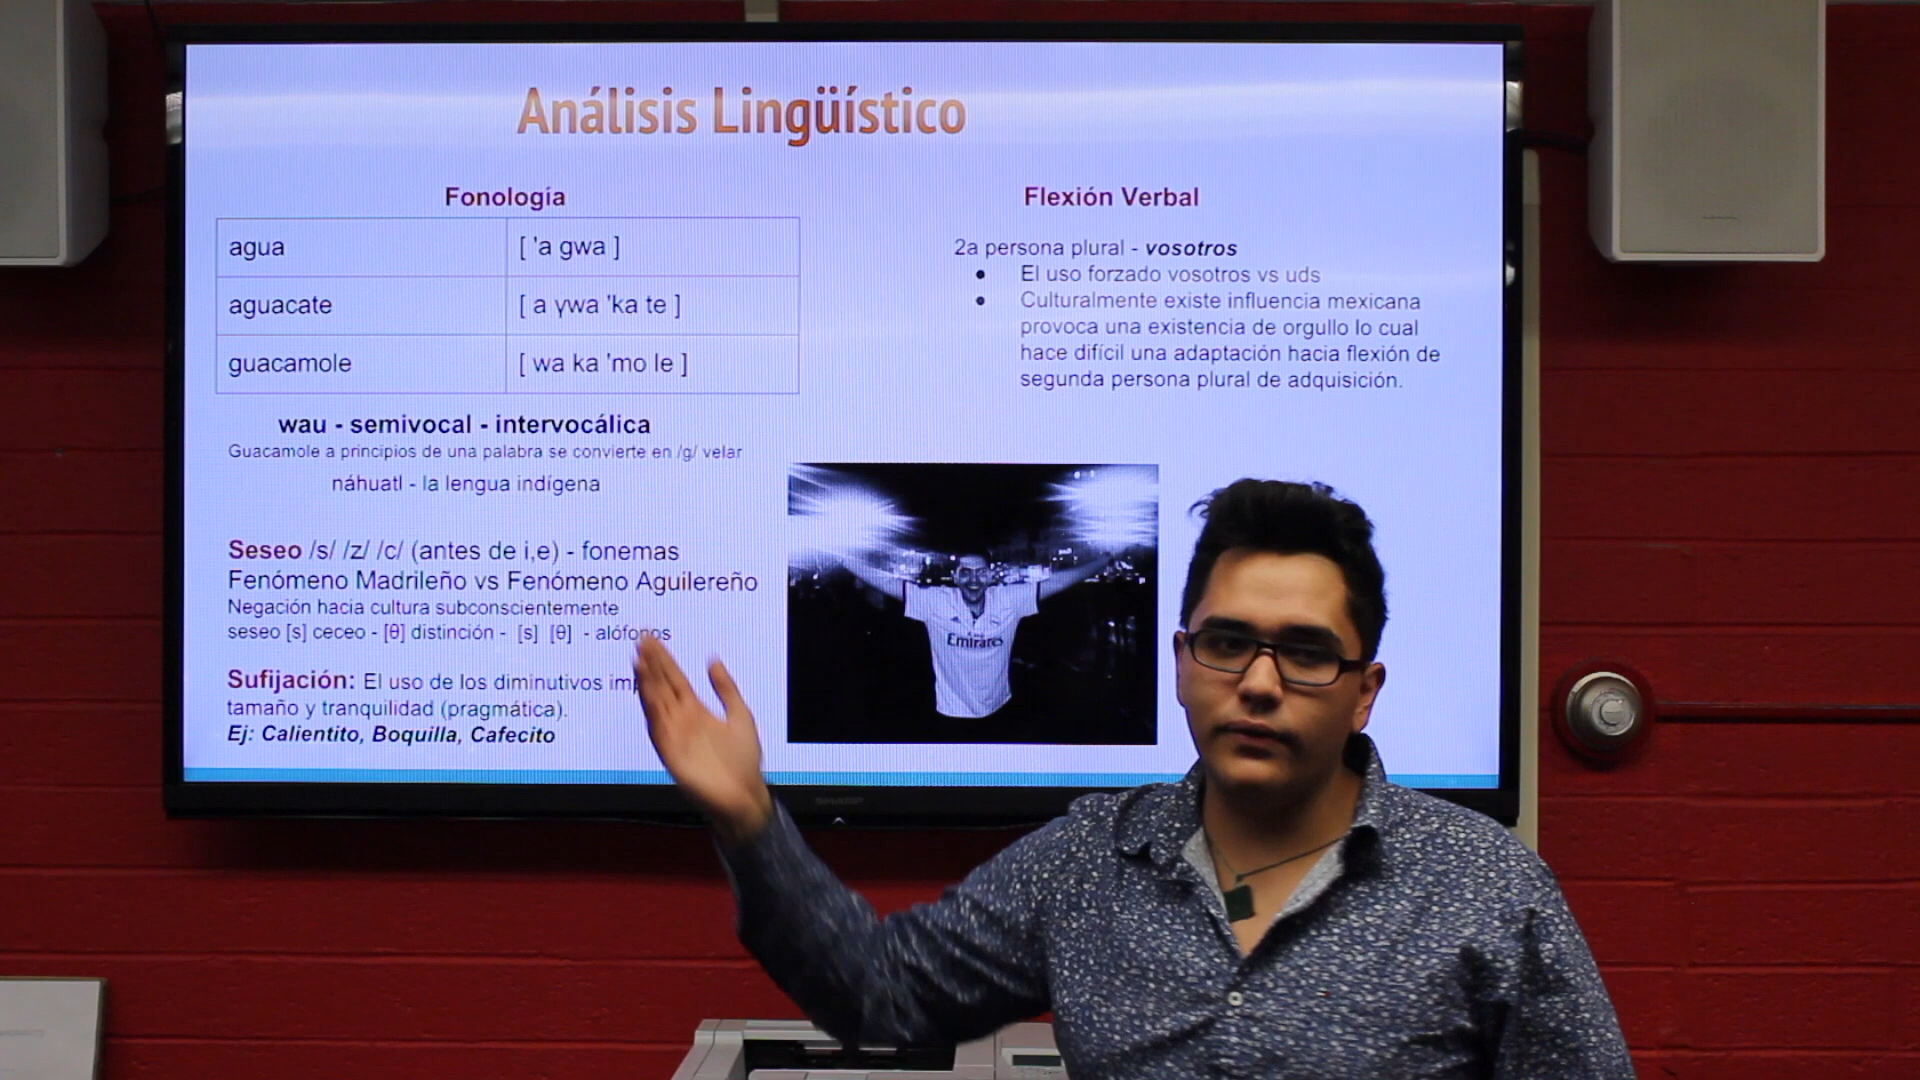 Análisis Lingüístico
Fonología
agua [ 'a gwa ]
aguacate [ a ɣwa 'ka te ]
guacamole [ wa ka 'mo le ]
wau - semivocal - intervocálica
Guacamole a principios de una palabra se convierte en /g/ velar
náhuatl - la lengua indígena
Seseo /s/ /z/ /c/ (antes de i,e) - fonemas
Fenómeno Madrileño vs Fenómeno Aguilereño
Negación hacia cultura subconscientemente
seseo [s] ceceo - [θ] distinción - [s] [θ] - alófonos
Sufijación: El uso de los diminutivos
tamaño y tranquilidad (pragmática).
Ej: Calientito, Boquilla, Cafecito
Flexión Verbal
2a persona plural - vosotros
• El uso forzado vosotros vs uds
• Culturalmente existe influencia mexicana
provoca una existencia de orgullo lo cual
hace difícil una adaptación hacia flexión de
segunda persona plural de adquisición.
Emirates
SHARP